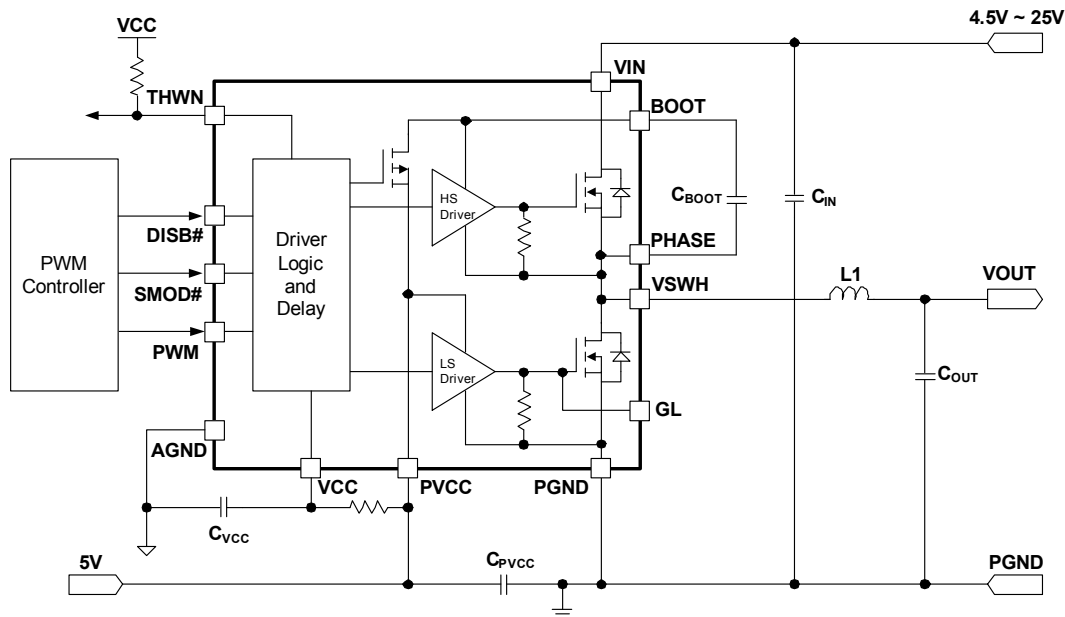 VCC
4.5V ~ 25V
THWN
VIN
BOOT
HS
Driver
CBOOT
CIN
PWM
Controller
DISB#
SMOD#
PWM
Driver
Logic
and
Delay
PHASE
VSWH
L1
VOUT
LS
Driver
COUT
GL
AGND
VCC
PVCC
PGND
CVCC
5V
CPVCC
PGND